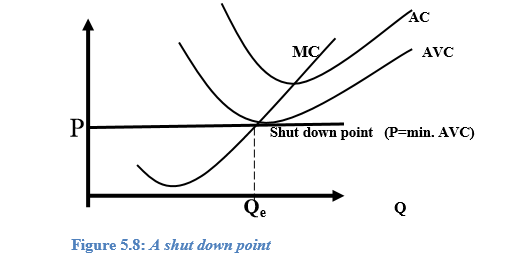 AC
MC
AVC
P
Shut down point (P=min. AVC)
Qe
Q
Figure 5.8: A shut down point